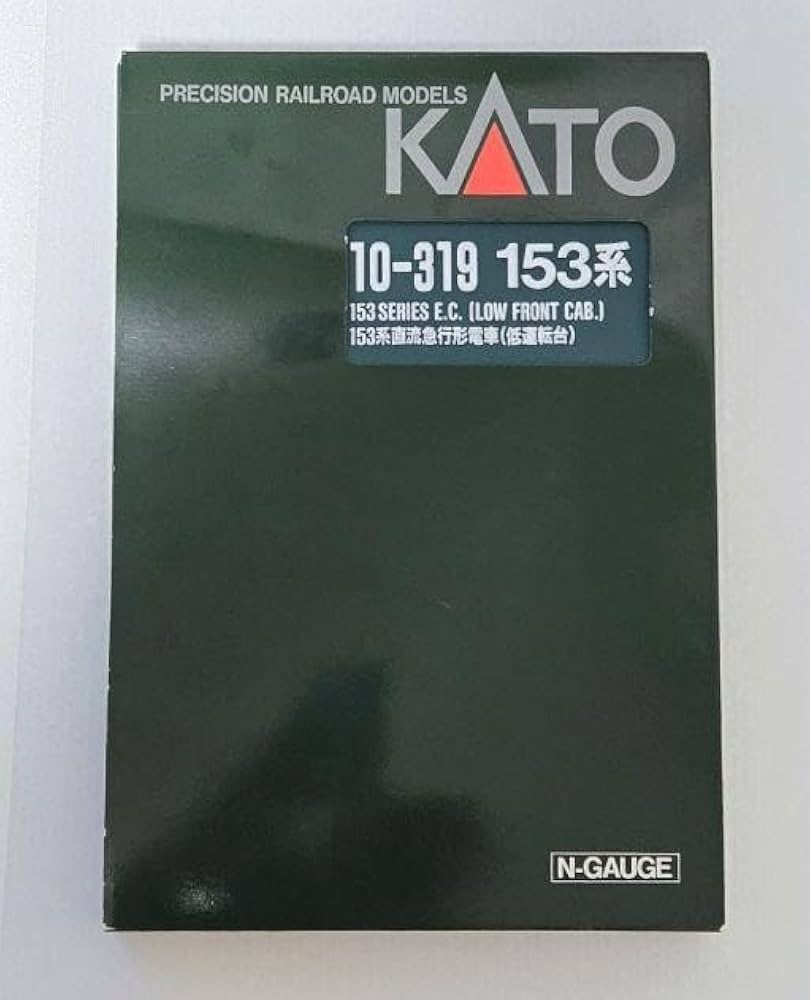 PRECISION RAILROAD MODELS
KATO
10-319 153系
153 SERIES E.C. (LOW FRONT CAB.)
153系直流急行形電車(低運転台)
N-GAUGE